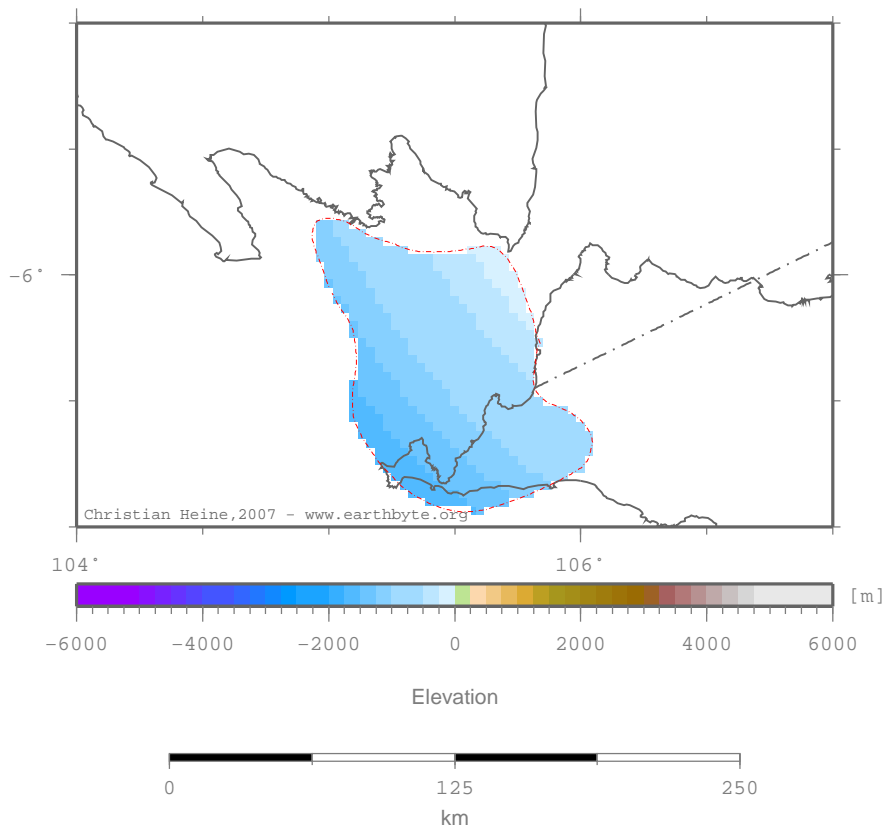 -6°
Christian Heine,2007 - www.earthbyte.org
104° 106°
[m]
-6000 -4000 -2000 0 2000 4000 6000
Elevation
0 125 250
km